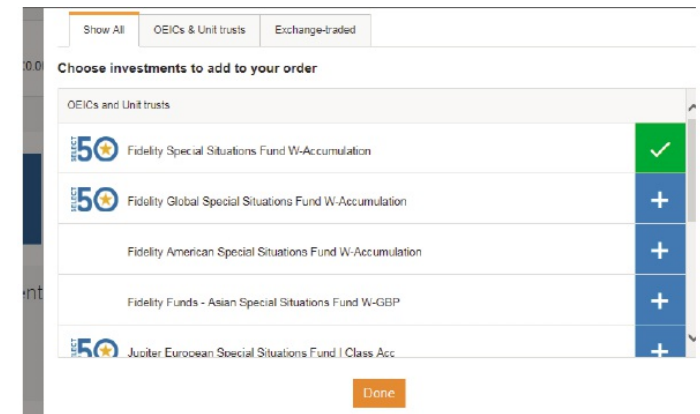 Show All
OEICs & Unit trusts
Exchange-traded
Choose investments to add to your order
OEICs and Unit trusts
SELECT 50 Fidelity Special Situations Fund W-Accumulation
SELECT 50 Fidelity Global Special Situations Fund W-Accumulation
Fidelity American Special Situations Fund W-Accumulation
Fidelity Funds - Asian Special Situations Fund W-GBP
50 Jupiter European Special Situations Fund I Class Acc
Done